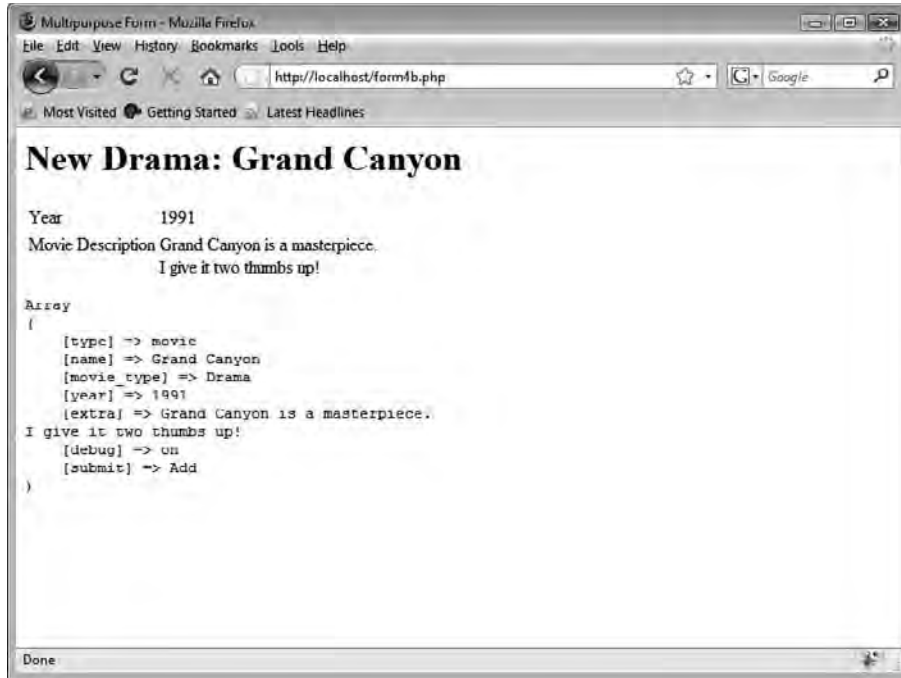 Multipurpose Form - Mozilla Firefox
File Edit View History Bookmarks Tools Help
http://localhost/form4b.php
G Google
Most Visited Getting Started Latest Headlines
New Drama: Grand Canyon
Year 1991
Movie Description Grand Canyon is a masterpiece.
I give it two thumbs up!
Array
(
[type] => movie
[name] => Grand Canyon
[movie_type] => Drama
[year] => 1991
[extra] => Grand Canyon is a masterpiece.
I give it two thumbs up!
[debug] => on
[submit] => Add
)
Done